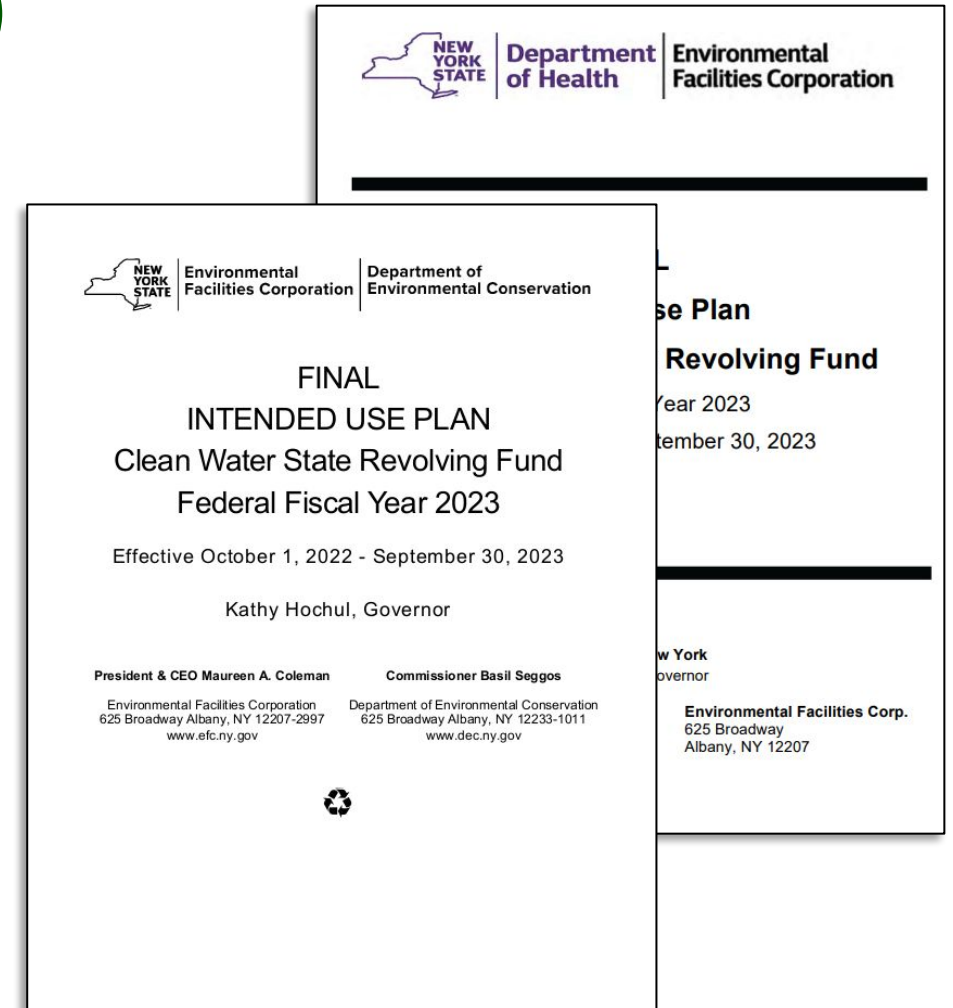 NEW
YORK
STATE
Department
of Health
Environmental
Facilities Corporation
L
se Plan
Revolving Fund
Year 2023
tember 30, 2023
w York
overnor
Environmental Facilities Corp.
625 Broadway
Albany, NY 12207
NEW
YORK
STATE
Environmental
Facilities Corporation
Department of
Environmental Conservation
FINAL
INTENDED USE PLAN
Clean Water State Revolving Fund
Federal Fiscal Year 2023
Effective October 1, 2022 - September 30, 2023
Kathy Hochul, Governor
President & CEO Maureen A. Coleman
Environmental Facilities Corporation
625 Broadway Albany, NY 12207-2997
www.efc.ny.gov
Commissioner Basil Seggos
Department of Environmental Conservation
625 Broadway Albany, NY 12233-1011
www.dec.ny.gov